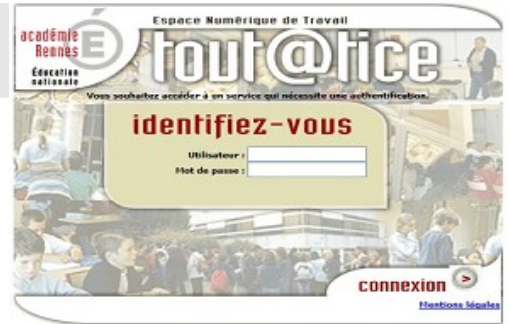 Espace Numêrique de Travail
académie
Rennes
É
Éducation
nationale
tout@tice
Vous souhaitez accéder à un service qui nécessite une authentification.
identifiez-vous
Utilisateur :
Mot de passe :
connexion >
Mentions légales